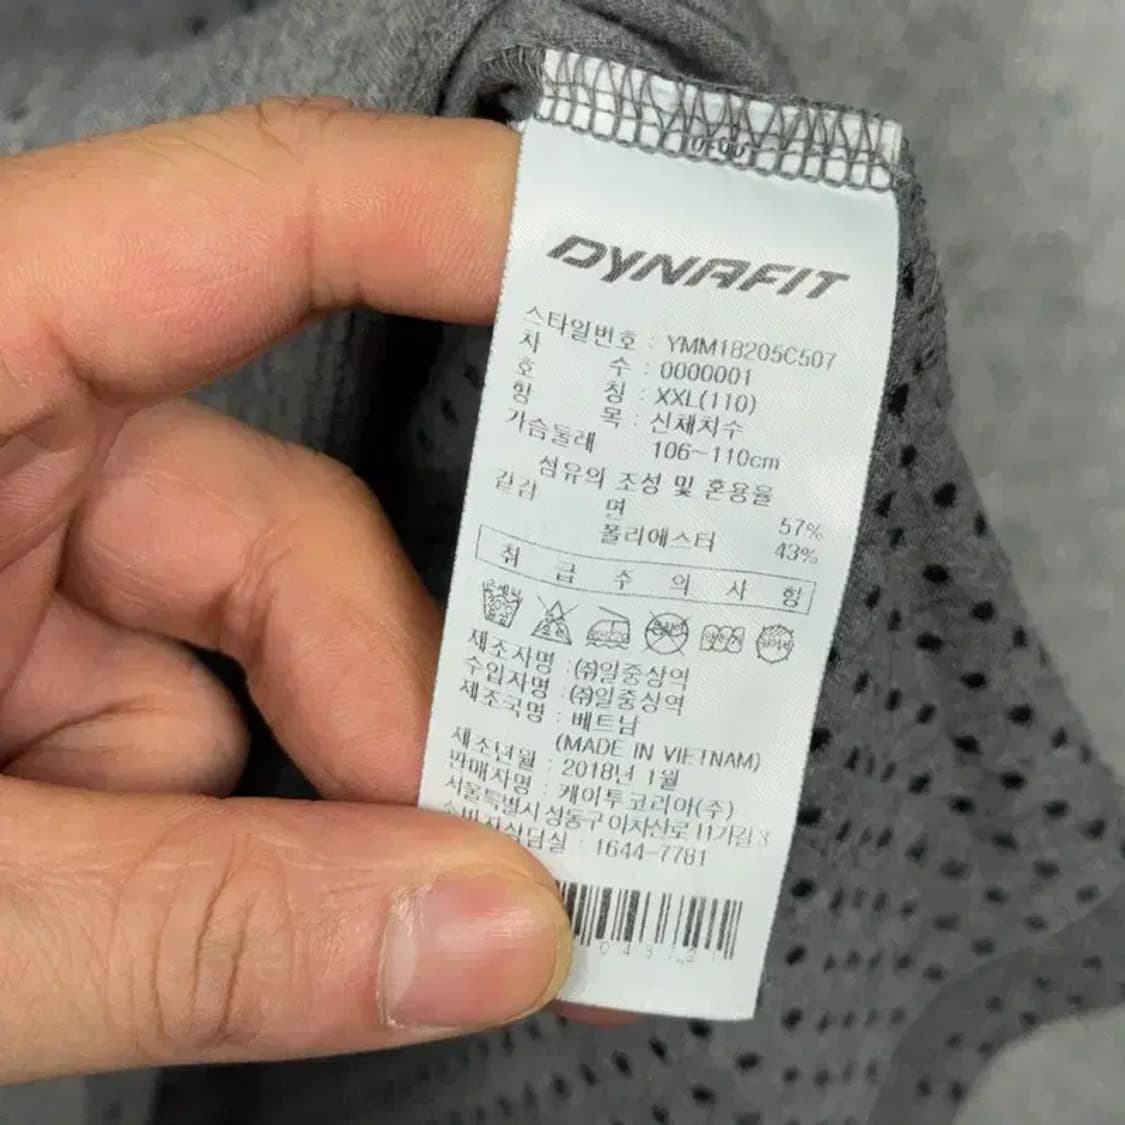 DYNAFIT
스타일번호 : YMM18205C507
차 수 : 0000001
호 칭 : XXL(110)
항 목 : 신체치수
가슴둘레 106~110cm
섬유의 조성 및 혼용율
겉감 면 57%
폴리에스터 43%
취 급 주 의 사 항
제조자명 : (주)일중상역
수입자명 : (주)일중상역
제조국명 : 베트남
(MADE IN VIETNAM)
제조년월 : 2018년 1월
판매자명 : 케이투코리아(주)
서울특별시 성동구 아차산로 11가길 3
소비자상담실 : 1644-7781